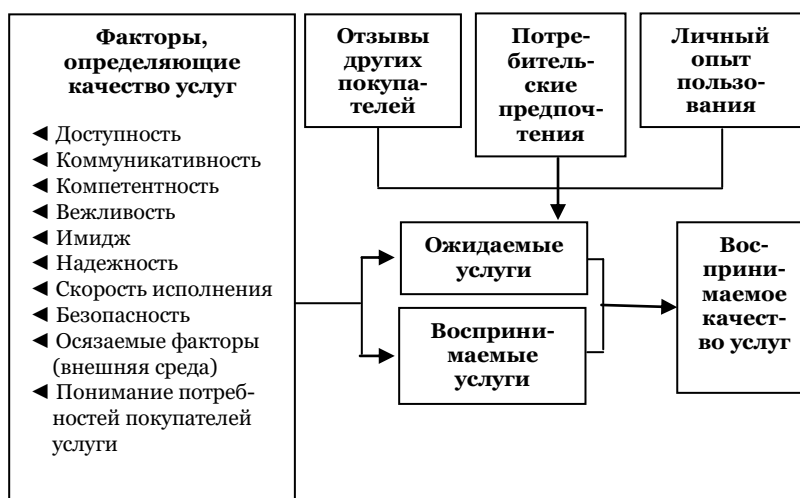 Факторы,
определяющие
качество услуг
◄ Доступность
◄ Коммуникативность
◄ Компетентность
◄ Вежливость
◄ Имидж
◄ Надежность
◄ Скорость исполнения
◄ Безопасность
◄ Осязаемые факторы
(внешняя среда)
◄ Понимание потреб-
ностей покупателей
услуги
Отзывы
других
покупа-
телей
Потре-
битель-
ские
предпоч-
тения
Личный
опыт
пользо-
вания
Ожидаемые
услуги
Восприни-
маемые
услуги
Вос-
прини-
маемое
качест-
во услуг